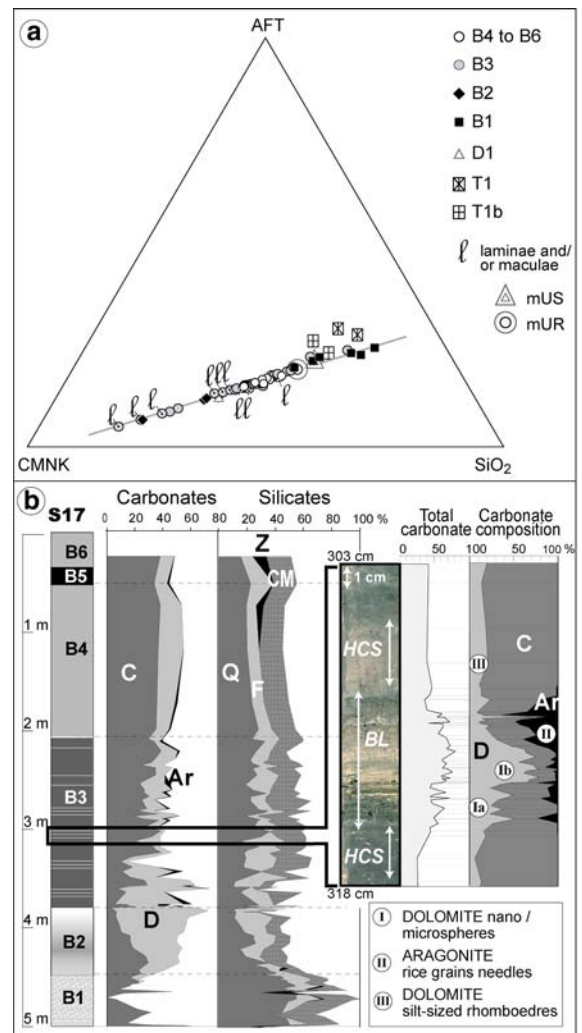 a
AFT
B4 to B6
B3
B2
B1
D1
T1
T1b
ℓ laminae and/
or maculae
mUS
mUR
ℓ ℓ ℓ ℓℓℓ ℓℓ ℓ
CMNK
SiO₂
b
Carbonates Silicates
S17
0 20 40 60 80 20 40 60 80 100 %
B6
B5
B4
B3
B2
B1
1 m
2 m
3 m
4 m
5 m
C
Ar
D
Z
CM
Q
F
303 cm
1 cm
HCS
BL
HCS
318 cm
Total
carbonate
Carbonate
composition
0 50 100 50 100 %
C
III
Ar
II
D
Ib
Ia
I DOLOMITE nano /
microspheres
II ARAGONITE
rice grains needles
III DOLOMITE
silt-sized rhomboedres